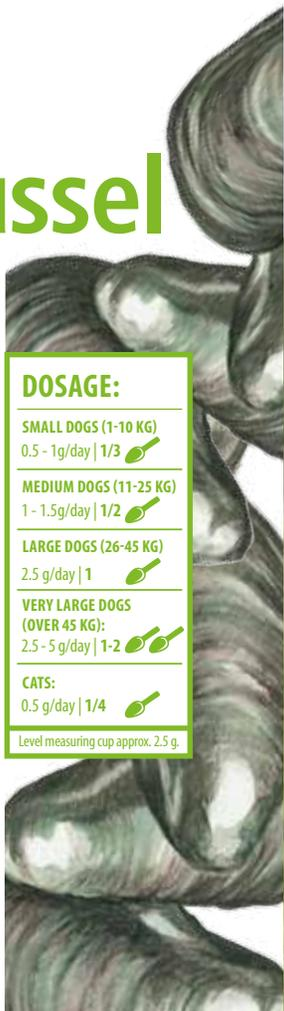 ussel
DOSAGE:
SMALL DOGS (1-10 KG)
0.5 - 1g/day | 1/3
MEDIUM DOGS (11-25 KG)
1 - 1.5g/day | 1/2
LARGE DOGS (26-45 KG)
2.5 g/day | 1
VERY LARGE DOGS
(OVER 45 KG):
2.5 - 5 g/day | 1-2
CATS:
0.5 g/day | 1/4
Level measuring cup approx. 2.5 g.